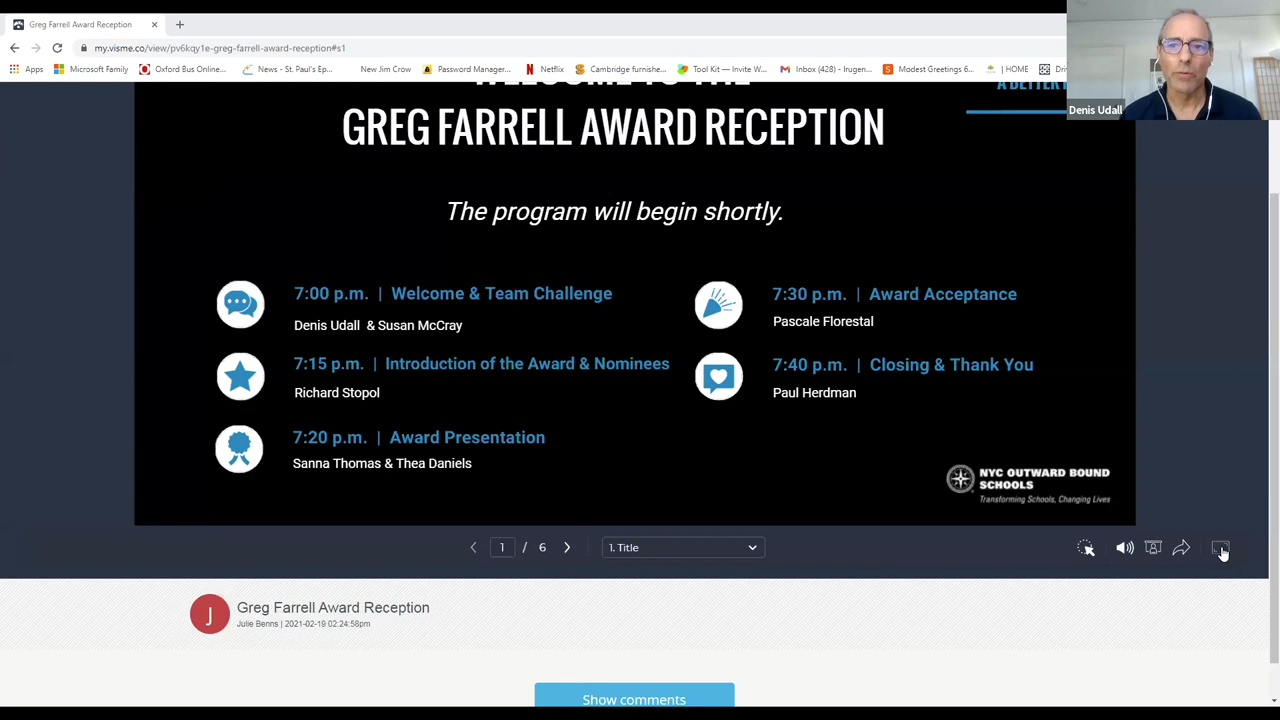 Greg Farrell Award Reception
my.visme.co/view/pv6kqy1e-greg-farrell-award-reception#s1
Apps Microsoft Family Oxford Bus Online... News - St. Paul's Ep... New Jim Crow Password Manager... Netflix Cambridge furnishe... Tool Kit — Invite W... Inbox (428) - lrugen... Modest Greetings 6... | HOME
Denis Udall
WELCOME TO THE
A BETTER
GREG FARRELL AWARD RECEPTION
The program will begin shortly.
7:00 p.m. | Welcome & Team Challenge
Denis Udall & Susan McCray
7:15 p.m. | Introduction of the Award & Nominees
Richard Stopol
7:20 p.m. | Award Presentation
Sanna Thomas & Thea Daniels
7:30 p.m. | Award Acceptance
Pascale Florestal
7:40 p.m. | Closing & Thank You
Paul Herdman
NYC OUTWARD BOUND
SCHOOLS
Transforming Schools, Changing Lives
1 / 6 1. Title
J
Greg Farrell Award Reception
Julie Benns | 2021-02-19 02:24:58pm
Show comments